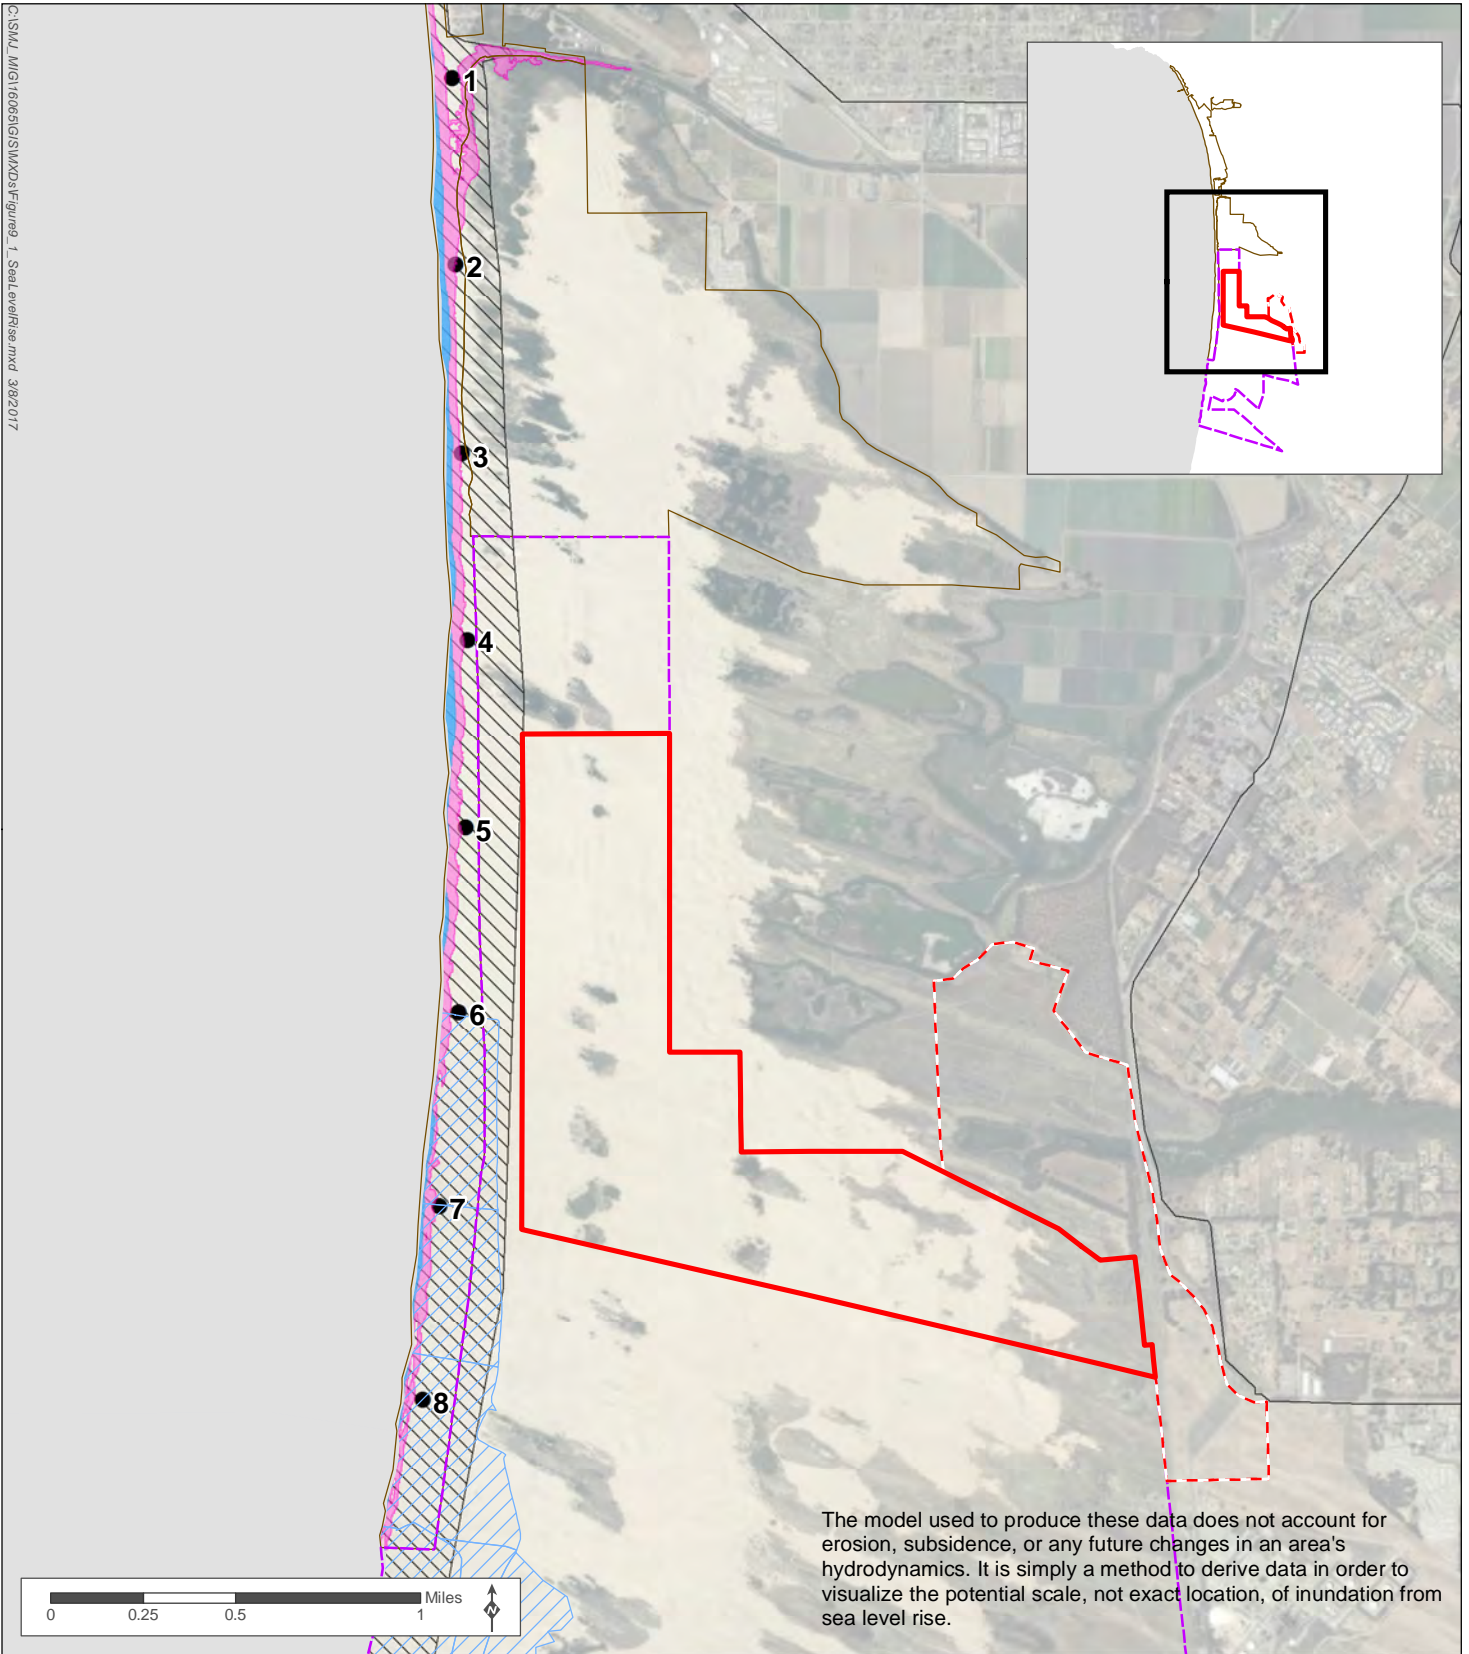 C:\SMJ_MIG\16065\GIS\MXDs\Figure9_1_SeaLevelRise.mxd 3/8/2017
1
2
3
4
5
6
7
8
The model used to produce these data does not account for
erosion, subsidence, or any future changes in an area's
hydrodynamics. It is simply a method to derive data in order to
visualize the potential scale, not exact location, of inundation from
sea level rise.
Miles
0 0.25 0.5 1
N